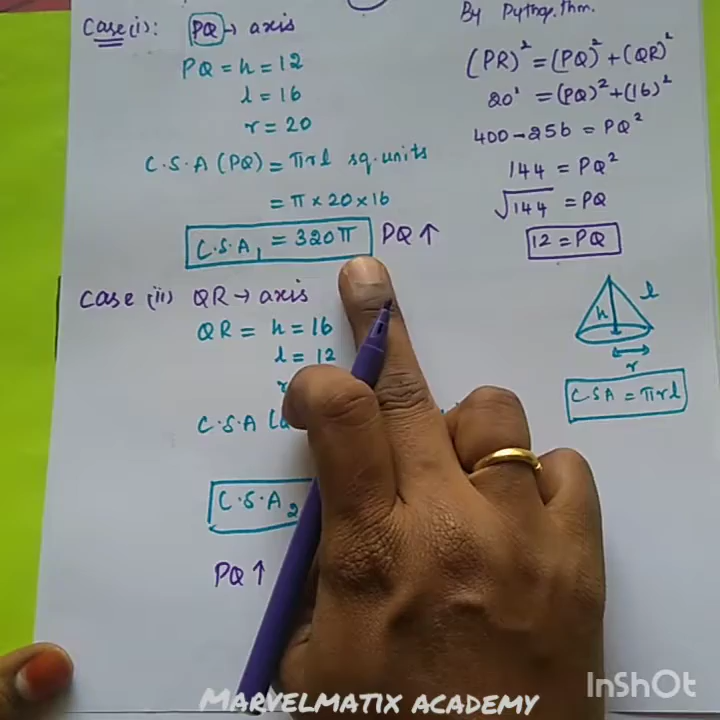 Case (i): PQ → axis
PQ = h = 12
l = 16
r = 20
C.S.A (PQ) = πrl sq.units
= π × 20 × 16
C.S.A₁ = 320π PQ ↑
Case (ii) QR → axis
QR = h = 16
l = 12
C.S.A
C.S.A₂
PQ ↑
By Pythag. thm.
(PR)² = (PQ)² + (QR)²
20² = (PQ)² + (16)²
400 - 256 = PQ²
144 = PQ²
√144 = PQ
12 = PQ
l
h
r
CSA = πrl
MARVELMATIX ACADEMY
InShOt